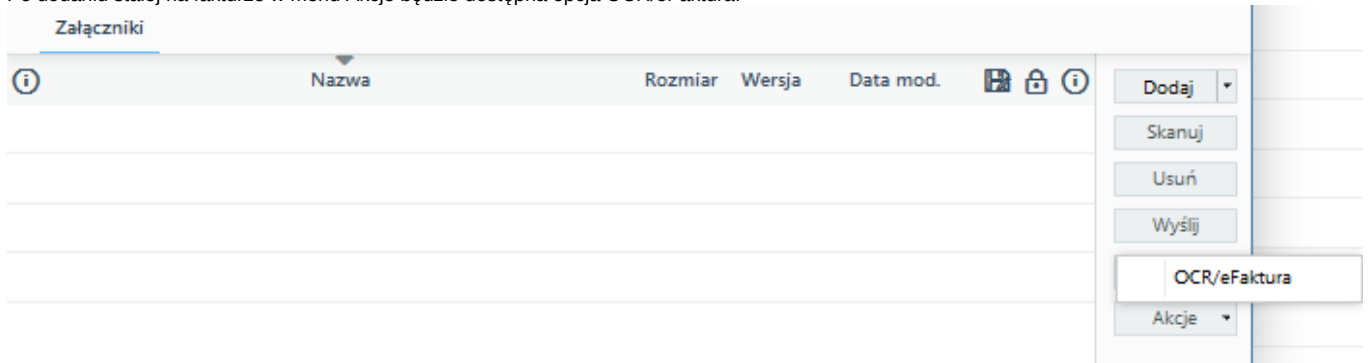 Załączniki
Nazwa Rozmiar Wersja Data mod.
Dodaj
Skanuj
Usuń
Wyślij
OCR/eFaktura
Akcje